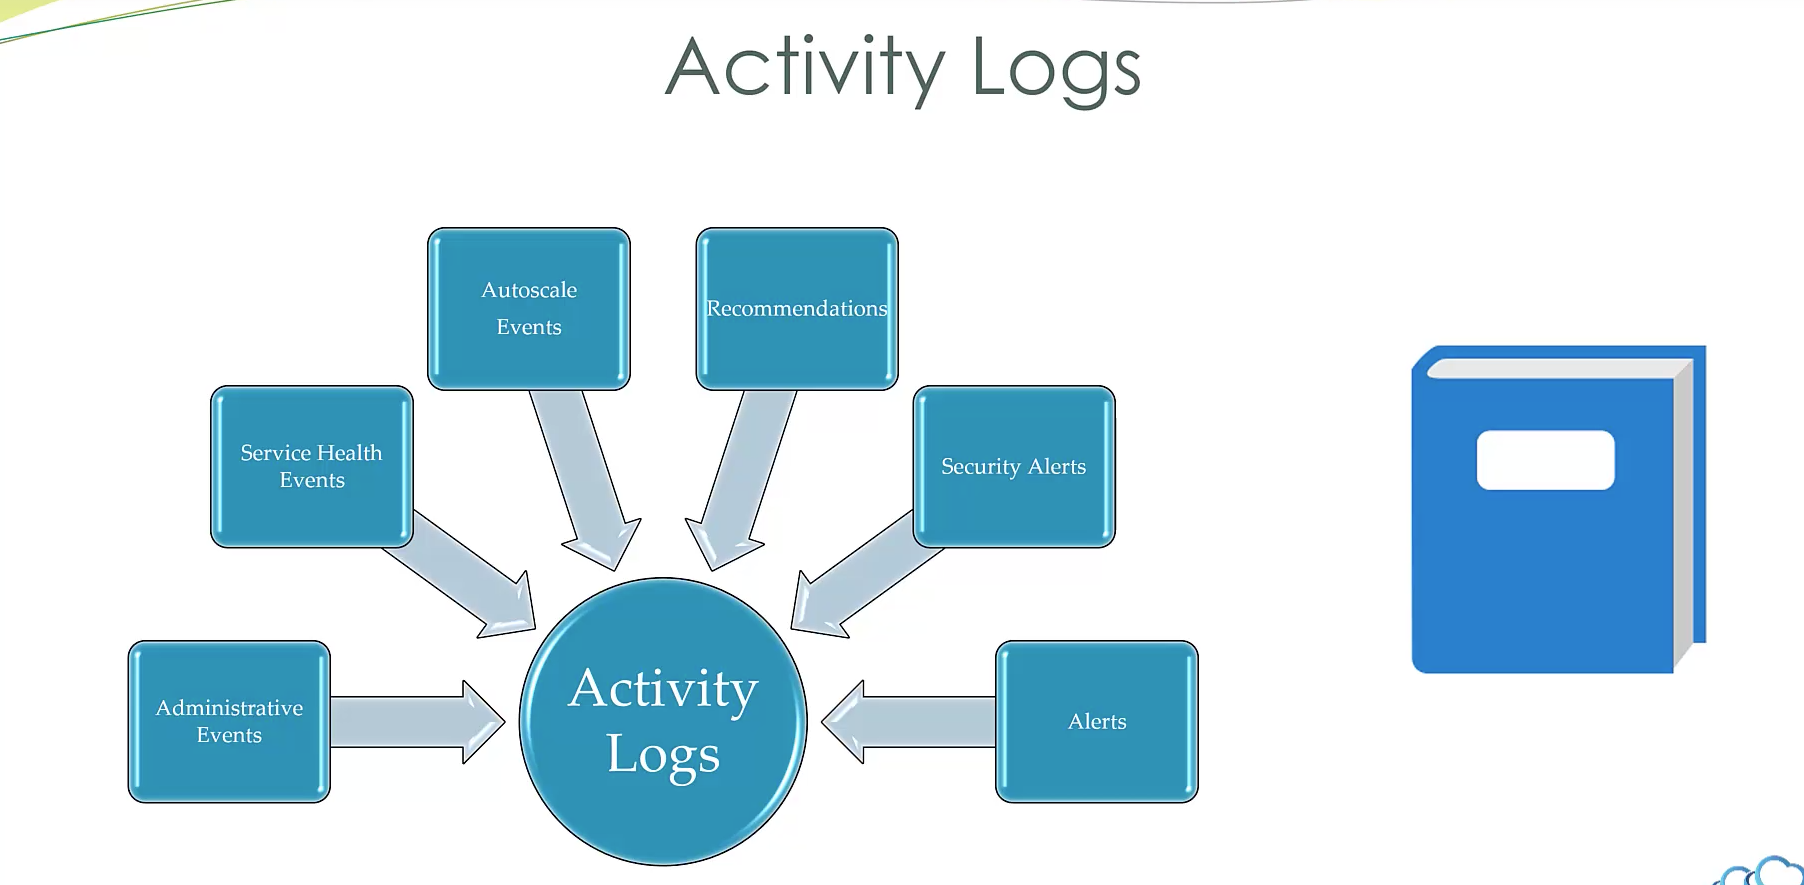 Activity Logs
Autoscale
Events
Recommendations
Service Health
Events
Security Alerts
Administrative
Events
Activity
Logs
Alerts